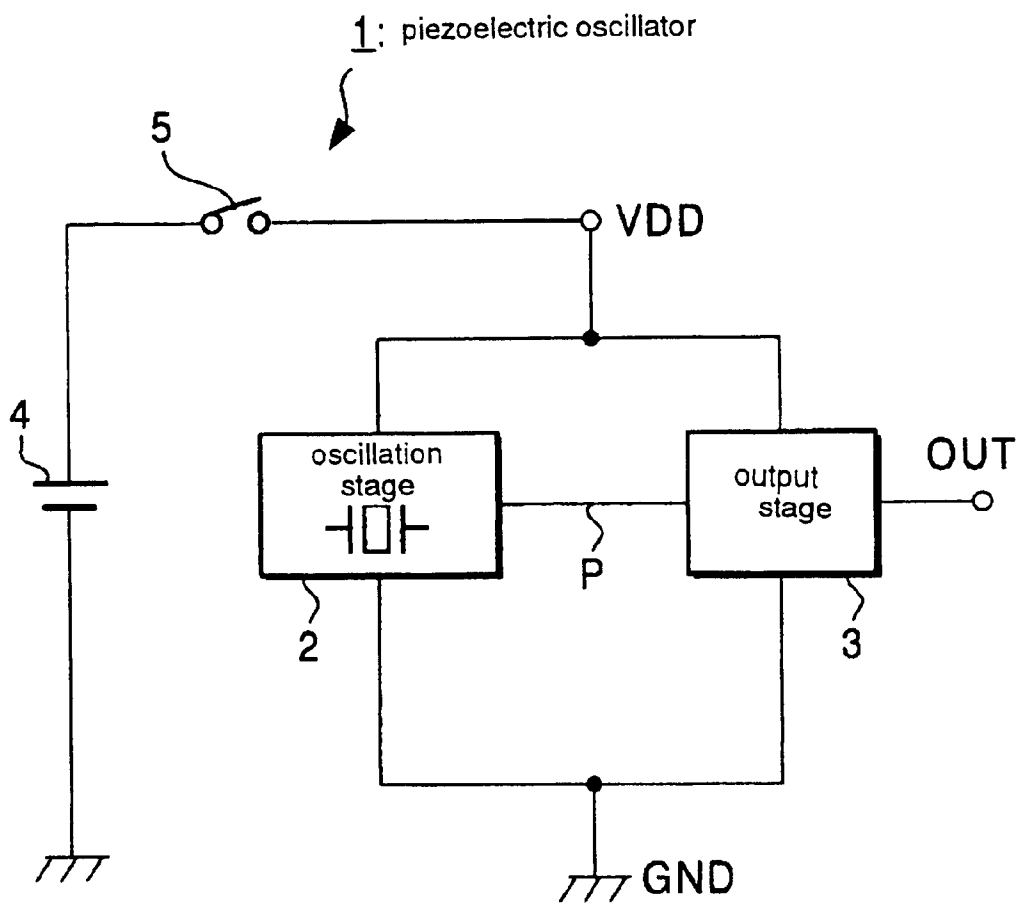 1: piezoelectric oscillator
5
VDD
4
oscillation
stage
output
stage
OUT
P
2
3
GND